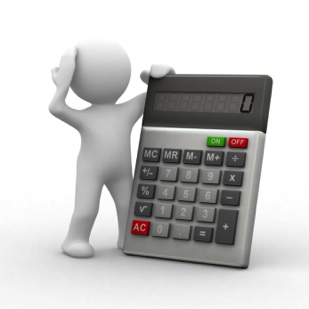 0
ON OFF
MC MR M- M+ ÷
+/- 7 8 9 x
% 4 5 6 −
√ 1 2 3 +
AC 0 . =